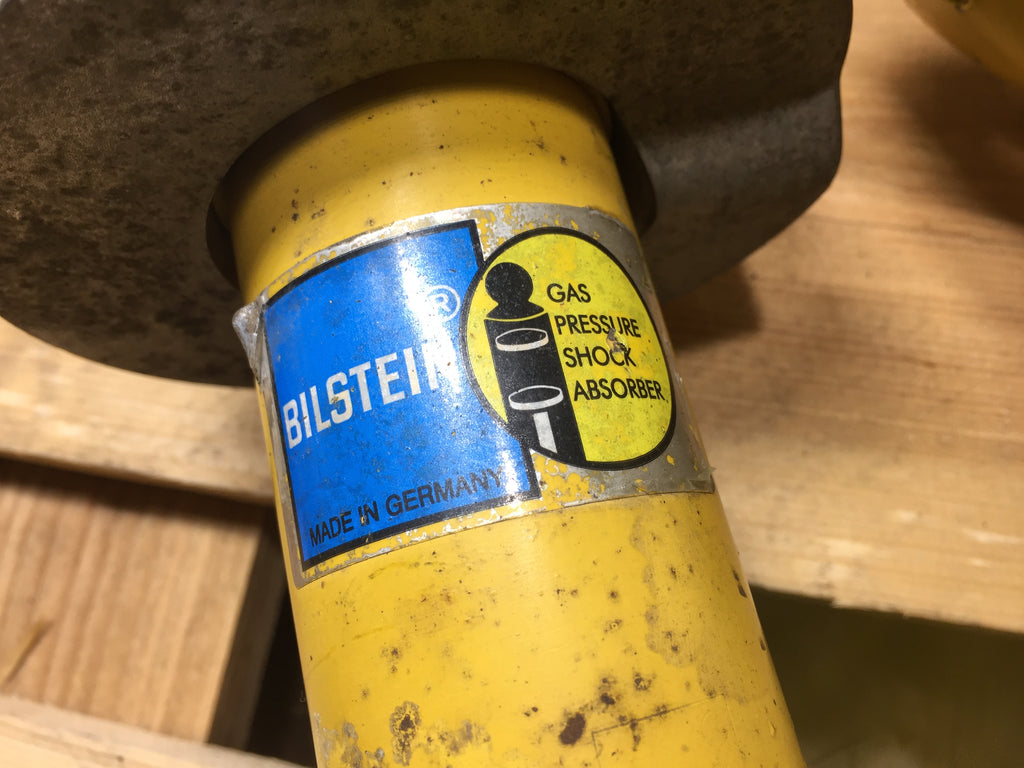 BILSTEIN®
MADE IN GERMANY
GAS
PRESSURE
SHOCK
ABSORBER